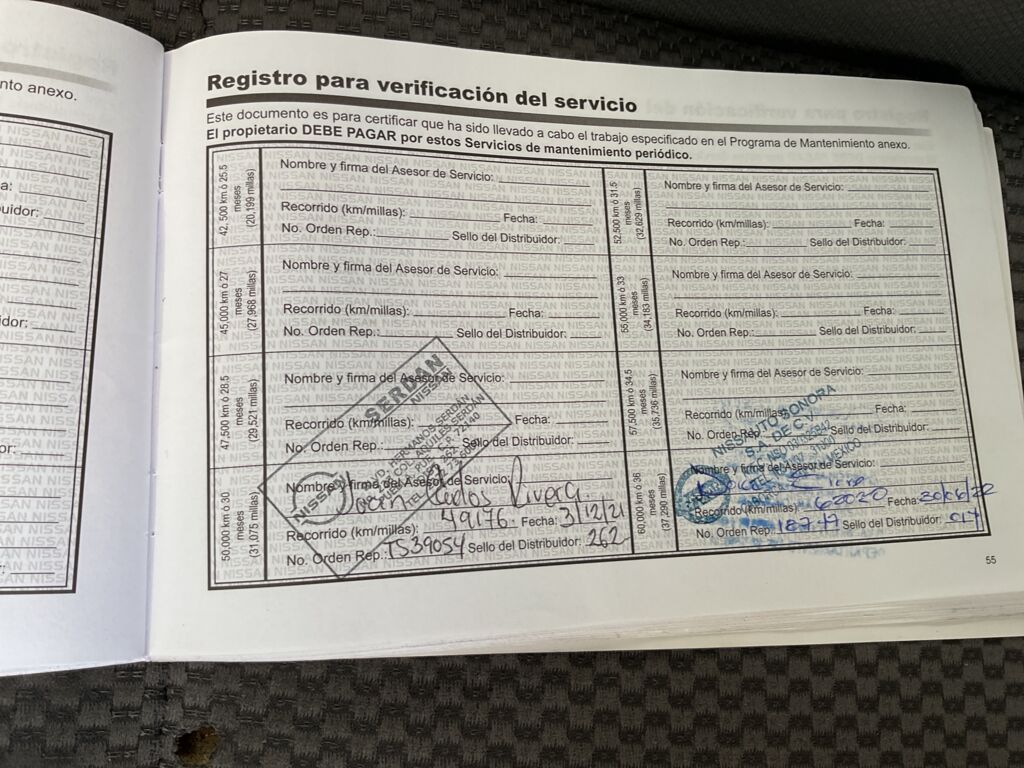 nto anexo.
Registro para verificación del servicio
Este documento es para certificar que ha sido llevado a cabo el trabajo especificado en el Programa de Mantenimiento anexo.
El propietario DEBE PAGAR por estos Servicios de mantenimiento periódico.
42, 500 km ó 25.5
meses
(20,199 millas)
Nombre y firma del Asesor de Servicio:
Recorrido (km/millas): Fecha:
No. Orden Rep.: Sello del Distribuidor:
45,000 km ó 27
meses
(27,968 millas)
Nombre y firma del Asesor de Servicio:
Recorrido (km/millas): Fecha:
No. Orden Rep.: Sello del Distribuidor:
47,500 km ó 28.5
meses
(29,521 millas)
Nombre y firma del Asesor de Servicio:
Recorrido (km/millas): Fecha:
No. Orden Rep.: Sello del Distribuidor:
50,000 km ó 30
meses
(31,075 millas)
Nombre y firma del Asesor de Servicio:
Rivera
Recorrido (km/millas): 49176 Fecha: 3/12/21
No. Orden Rep.: TS39054 Sello del Distribuidor: 262
SERDAN
NISSAN
NISSAN
52,500 km ó 31.5
meses
(32,629 millas)
Nombre y firma del Asesor de Servicio:
Recorrido (km/millas): Fecha:
No. Orden Rep.: Sello del Distribuidor:
55,000 km ó 33
meses
(34,183 millas)
Nombre y firma del Asesor de Servicio:
Recorrido (km/millas): Fecha:
No. Orden Rep.: Sello del Distribuidor:
57,500 km ó 34.5
meses
(35,736 millas)
Nombre y firma del Asesor de Servicio:
Recorrido (km/millas): Fecha:
No. Orden Rep.: Sello del Distribuidor:
NISSAUTO SONORA
S.A. DE C.V.
MEXICO
60,000 km ó 36
meses
(37,290 millas)
Nombre y firma del Asesor de Servicio:
Recorrido (km/millas): 62020 Fecha: 20/06/22
No. Orden Rep.: Sello del Distribuidor:
55